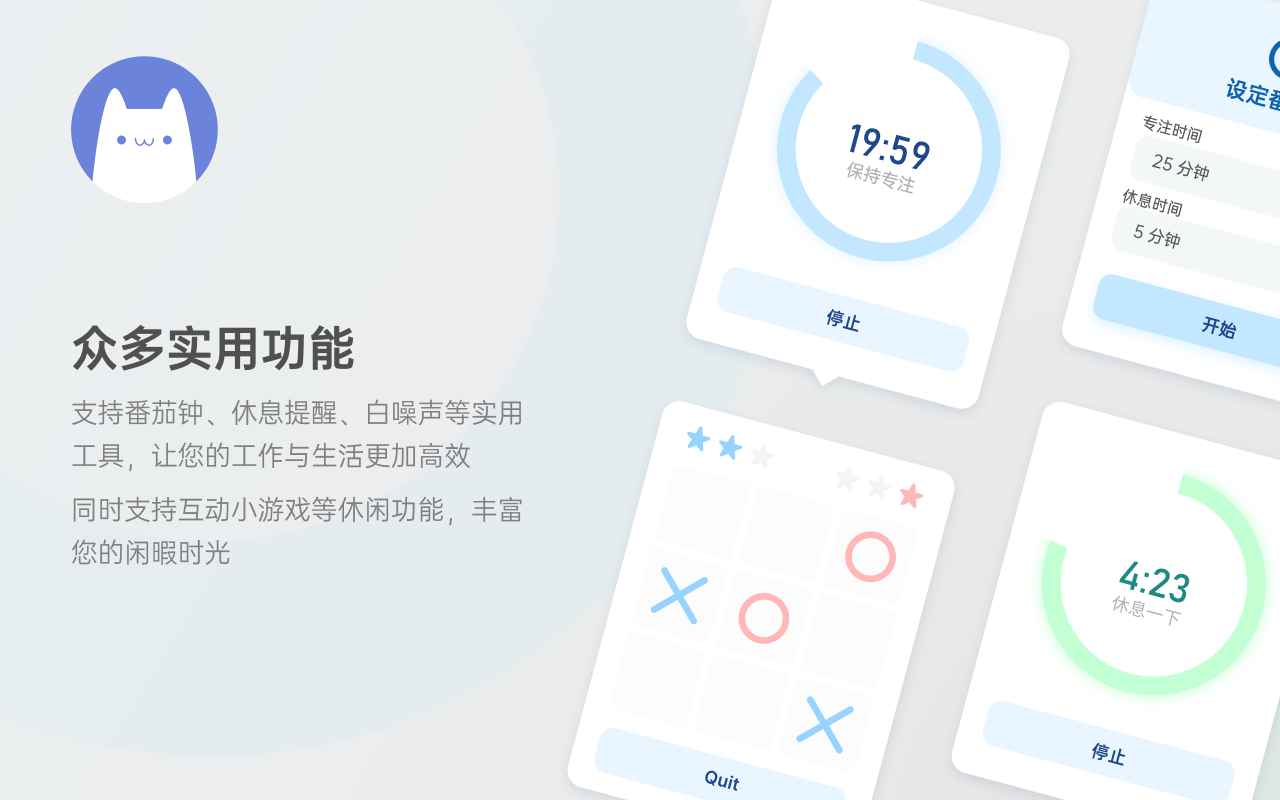 众多实用功能
支持番茄钟、休息提醒、白噪声等实用
工具，让您的工作与生活更加高效
同时支持互动小游戏等休闲功能，丰富
您的闲暇时光
19:59
保持专注
停止
设定
专注时间
25 分钟
休息时间
5 分钟
开始
Quit
4:23
休息一下
停止